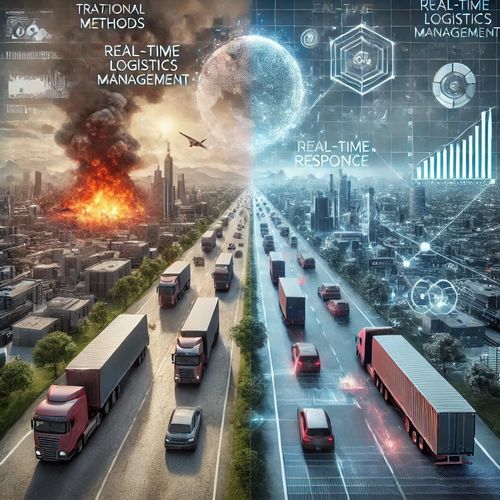 TRATIONAL
METHODS
REAL-TIME
LOGISTICS
MANAGEMENT
REAL-TIME
LOGISTICS
MANAGEMENT
REAL-TIME
RESPONCE